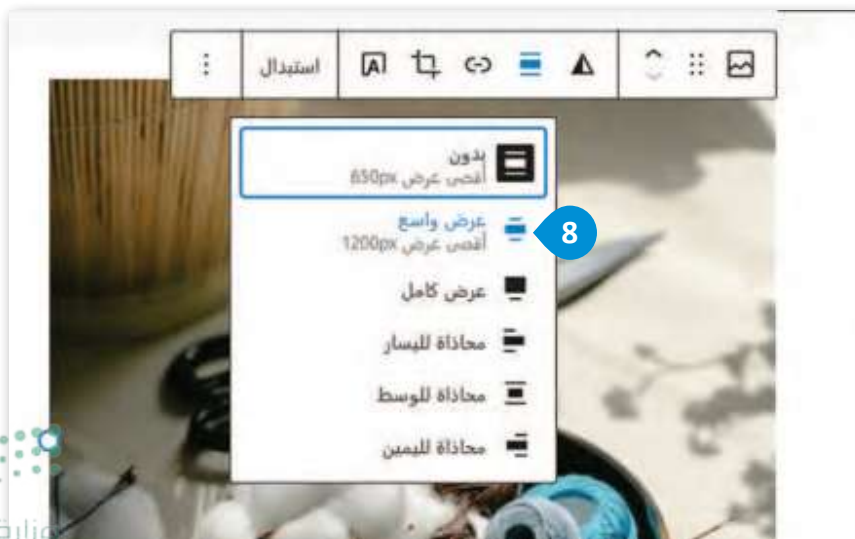 استبدال
A
بدون
أقصى عرض 650px
عرض واسع
أقصى عرض 1200px
8
عرض كامل
محاذاة لليسار
محاذاة للوسط
محاذاة لليمين